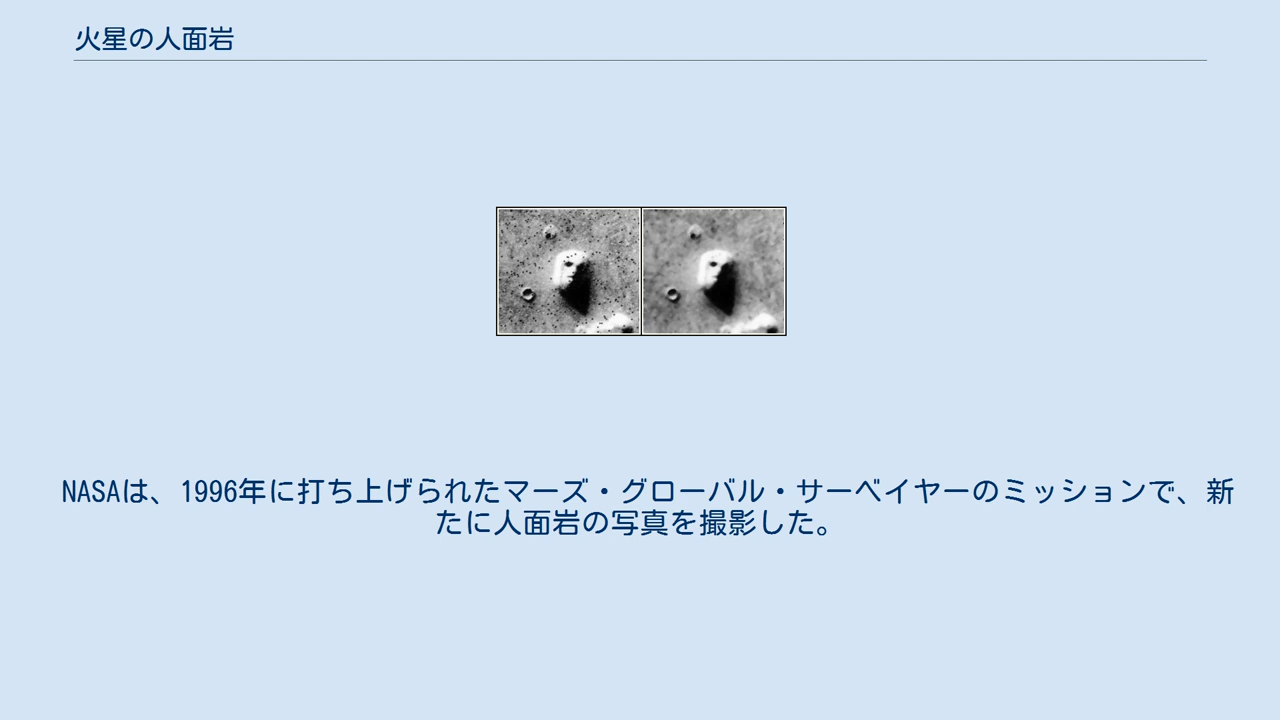 火星の人面岩
NASAは、1996年に打ち上げられたマーズ・グローバル・サーベイヤーのミッションで、新
たに人面岩の写真を撮影した。